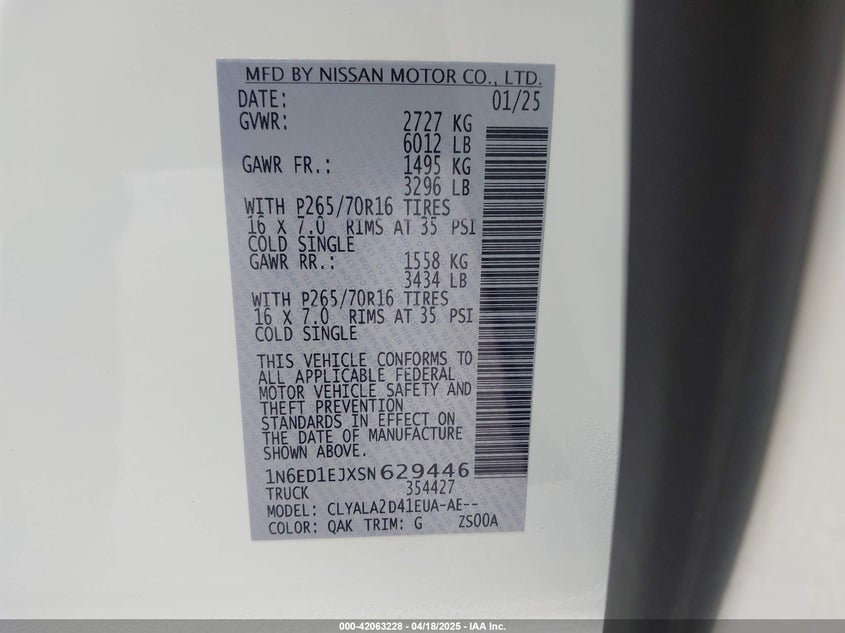 MFD BY NISSAN MOTOR CO., LTD.
DATE: 01/25
GVWR: 2727 KG
6012 LB
GAWR FR.: 1495 KG
3296 LB
WITH P265/70R16 TIRES
16 X 7.0 RIMS AT 35 PSI
COLD SINGLE
GAWR RR.: 1558 KG
3434 LB
WITH P265/70R16 TIRES
16 X 7.0 RIMS AT 35 PSI
COLD SINGLE
THIS VEHICLE CONFORMS TO
ALL APPLICABLE FEDERAL
MOTOR VEHICLE SAFETY AND
THEFT PREVENTION
STANDARDS IN EFFECT ON
THE DATE OF MANUFACTURE
SHOWN ABOVE.
1N6ED1EJXSN629446
TRUCK 354427
MODEL: CLYALA2D41EUA-AE--
COLOR: QAK TRIM: G ZS00A
000-42063228 - 04/18/2025 - IAA Inc.